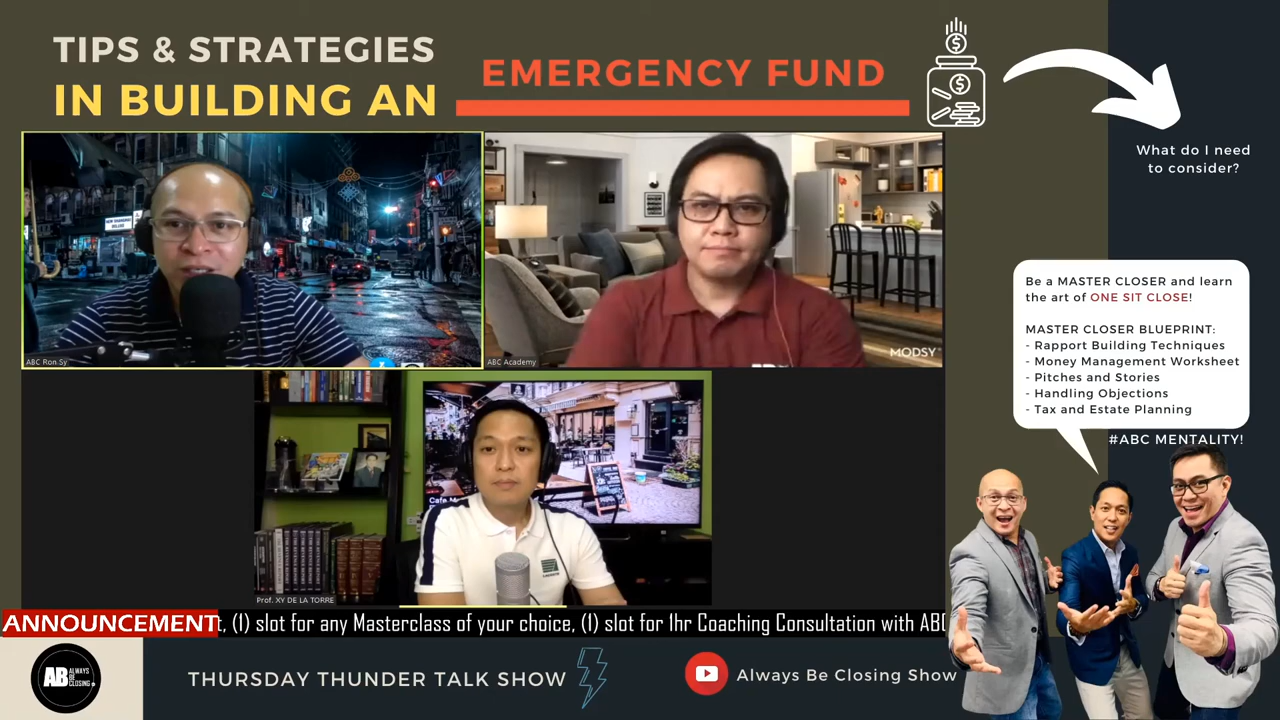 TIPS & STRATEGIES
IN BUILDING AN
EMERGENCY FUND
What do I need
to consider?
ABC Ron Sy
ABC Academy
MODSY
Be a MASTER CLOSER and learn
the art of ONE SIT CLOSE!
MASTER CLOSER BLUEPRINT:
- Rapport Building Techniques
- Money Management Worksheet
- Pitches and Stories
- Handling Objections
- Tax and Estate Planning
#ABC MENTALITY!
Prof. XY DE LA TORRE
ANNOUNCEMENT
t, (1) slot for any Masterclass of your choice, (1) slot for 1hr Coaching Consultation with ABC
AB ALWAYS
BE
CLOSING
THURSDAY THUNDER TALK SHOW
Always Be Closing Show